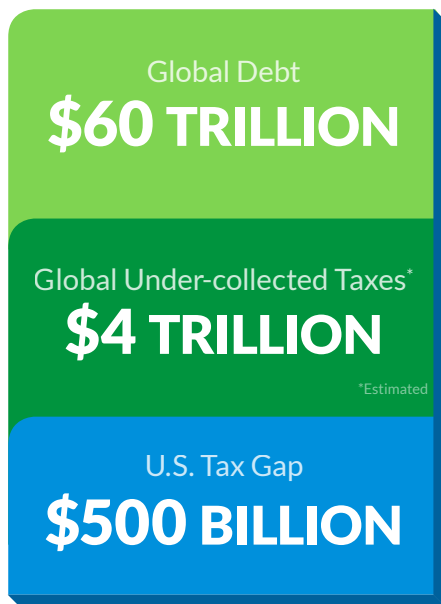 Global Debt
$60 TRILLION
Global Under-collected Taxes*
$4 TRILLION
*Estimated
U.S. Tax Gap
$500 BILLION